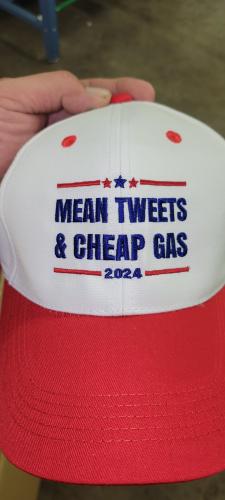 MEAN TWEETS
& CHEAP GAS
2024